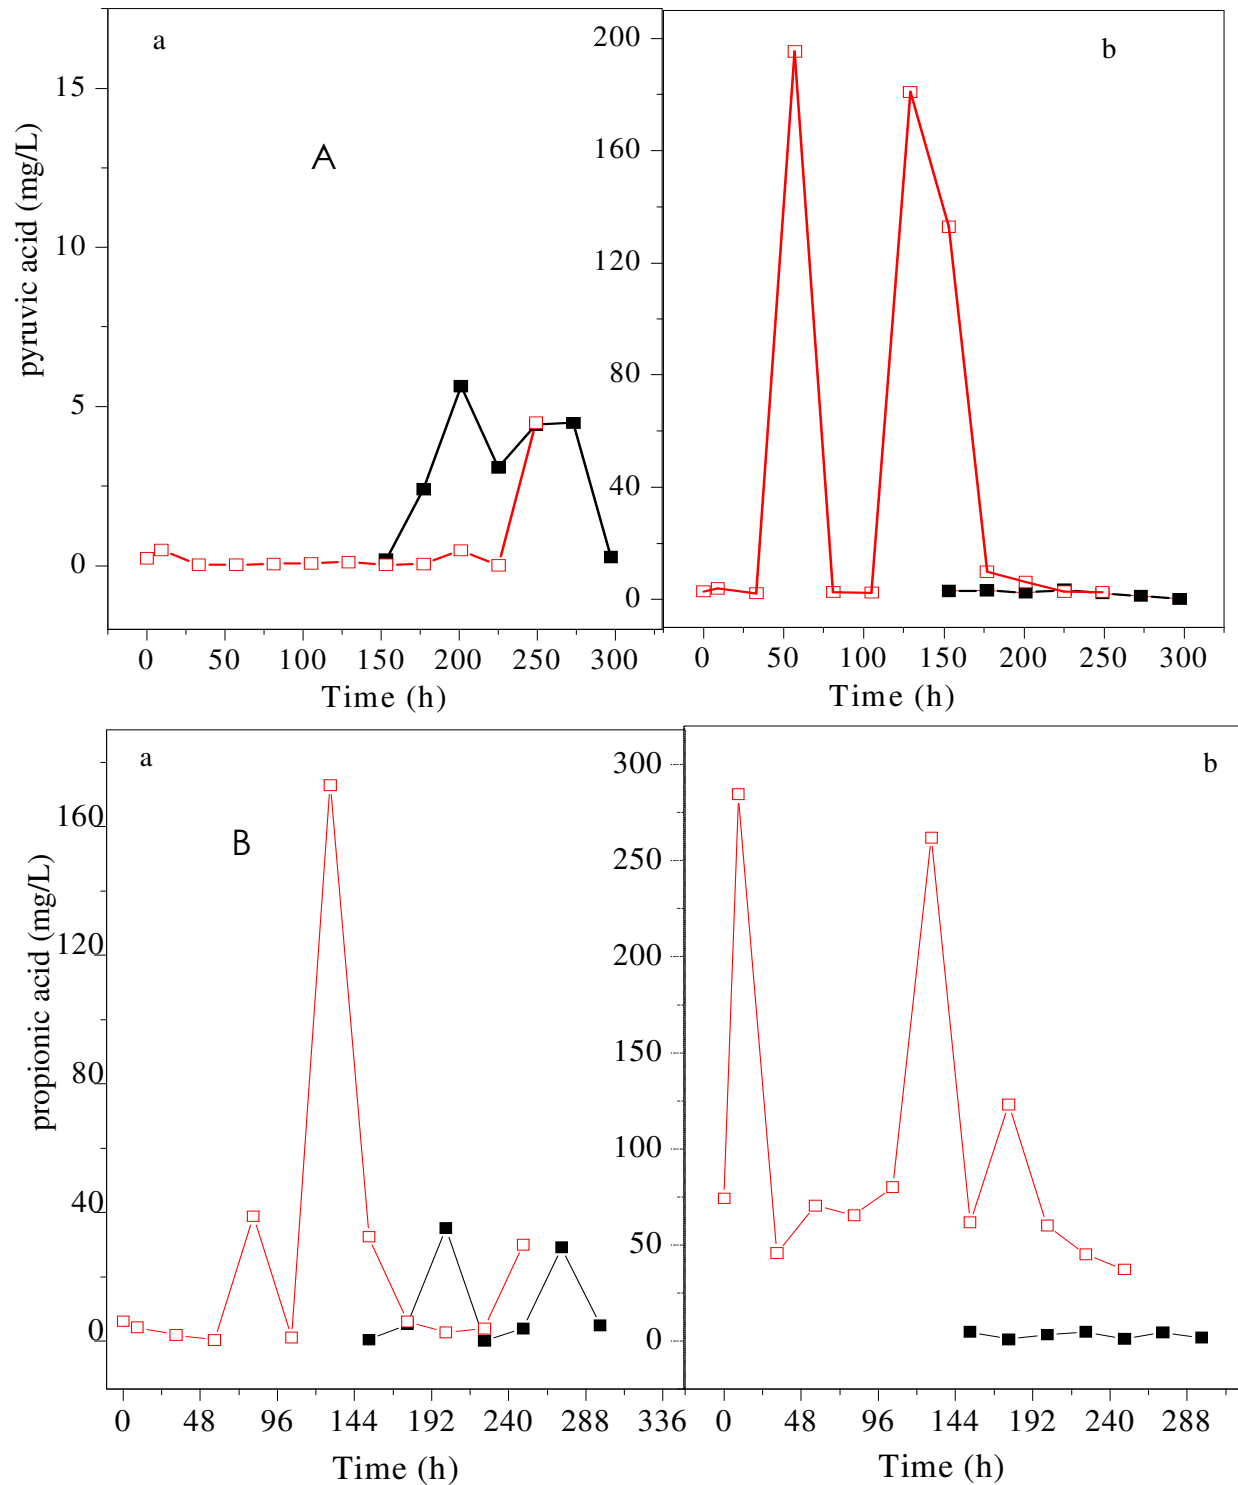 a
A
pyruvic acid (mg/L)
15
10
5
0
0 50 100 150 200 250 300
Time (h)
b
200
160
120
80
40
0
0 50 100 150 200 250 300
Time (h)
a
B
propionic acid (mg/L)
160
120
80
40
0
0 48 96 144 192 240 288 336
Time (h)
b
300
250
200
150
100
50
0
0 48 96 144 192 240 288
Time (h)